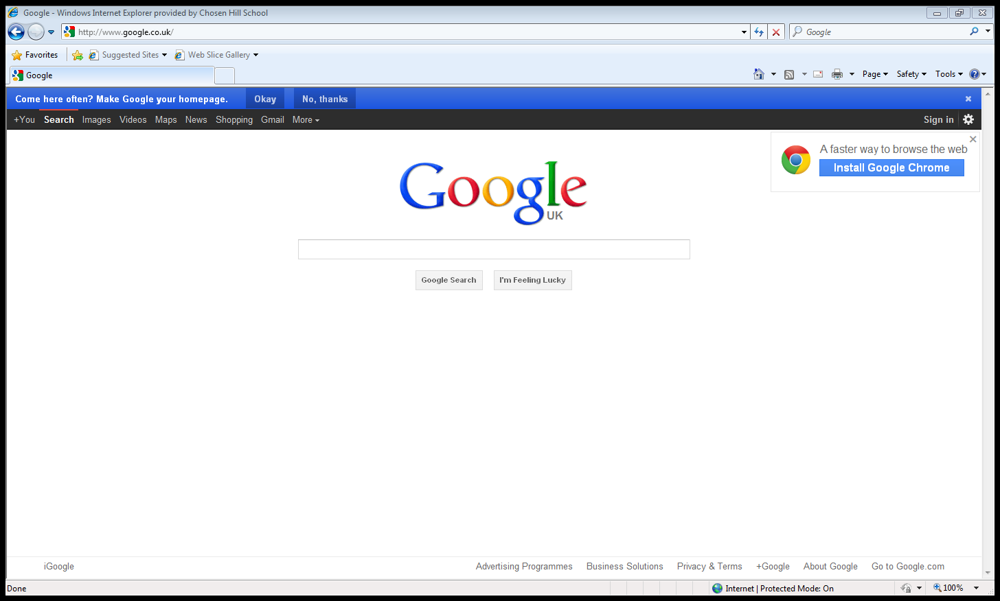 Google - Windows Internet Explorer provided by Chosen Hill School
http://www.google.co.uk/
Google
Favorites
Suggested Sites
Web Slice Gallery
Google
Page
Safety
Tools
Come here often? Make Google your homepage.
Okay
No, thanks
+You Search Images Videos Maps News Shopping Gmail More
Sign in
A faster way to browse the web
Install Google Chrome
Google
UK
Google Search
I'm Feeling Lucky
iGoogle
Advertising Programmes Business Solutions Privacy & Terms +Google About Google Go to Google.com
Done
Internet | Protected Mode: On
100%